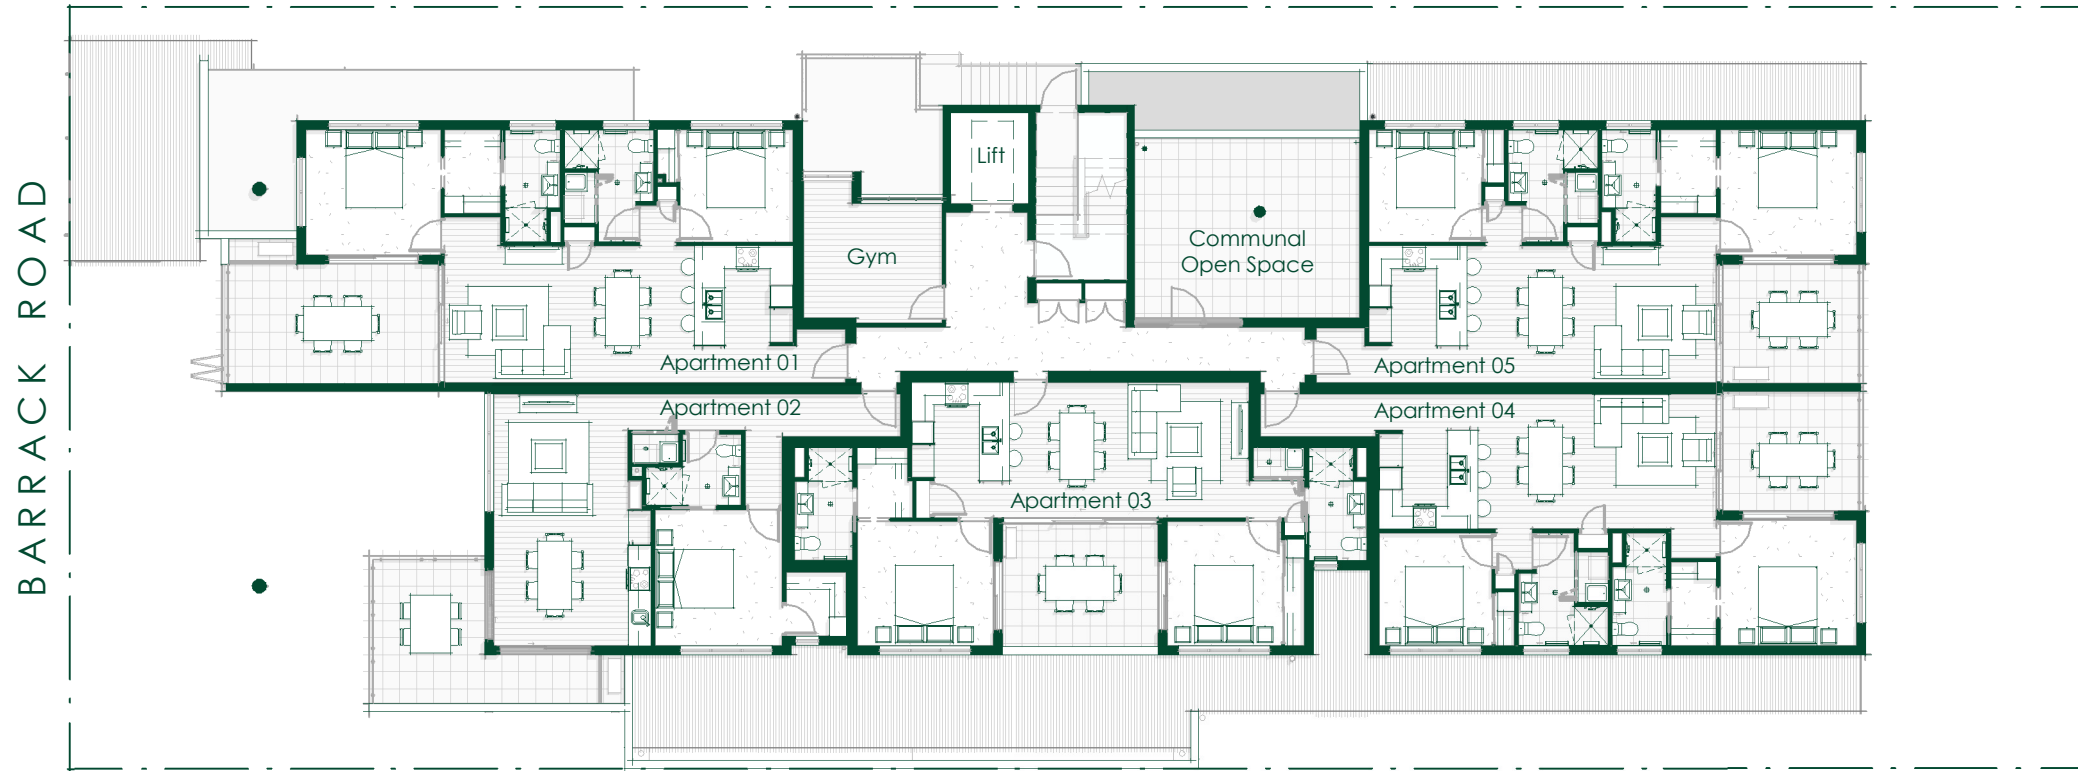 BARRACK ROAD
Lift
Gym
Communal
Open Space
Apartment 01
Apartment 05
Apartment 02
Apartment 04
Apartment 03